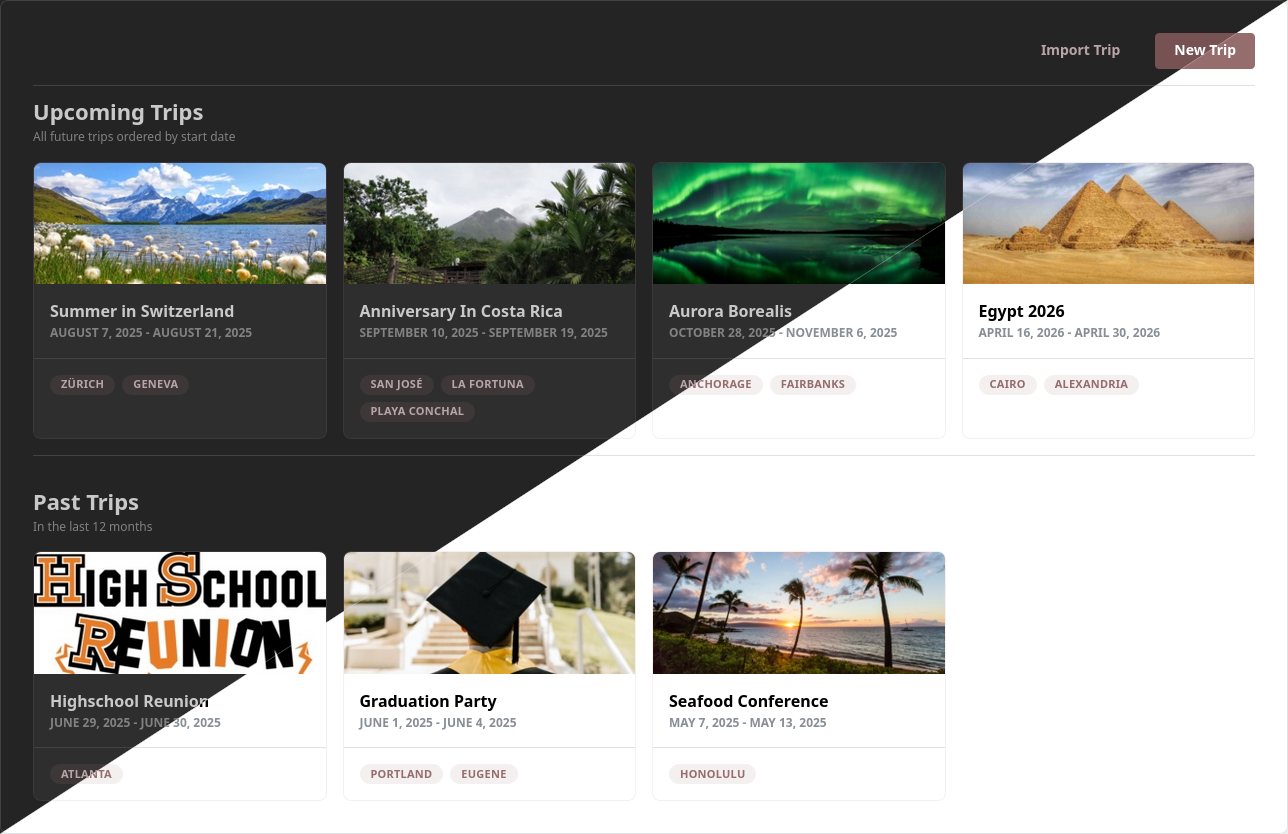 Import Trip
New Trip
Upcoming Trips
All future trips ordered by start date
Summer in Switzerland
AUGUST 7, 2025 - AUGUST 21, 2025
ZÜRICH
GENEVA
Anniversary In Costa Rica
SEPTEMBER 10, 2025 - SEPTEMBER 19, 2025
SAN JOSÉ
LA FORTUNA
PLAYA CONCHAL
Aurora Borealis
OCTOBER 28, 2025 - NOVEMBER 6, 2025
ANCHORAGE
FAIRBANKS
Egypt 2026
APRIL 16, 2026 - APRIL 30, 2026
CAIRO
ALEXANDRIA
Past Trips
In the last 12 months
HIGH SCHOOL
REUNION
Highschool Reunion
JUNE 29, 2025 - JUNE 30, 2025
ATLANTA
Graduation Party
JUNE 1, 2025 - JUNE 4, 2025
PORTLAND
EUGENE
Seafood Conference
MAY 7, 2025 - MAY 13, 2025
HONOLULU